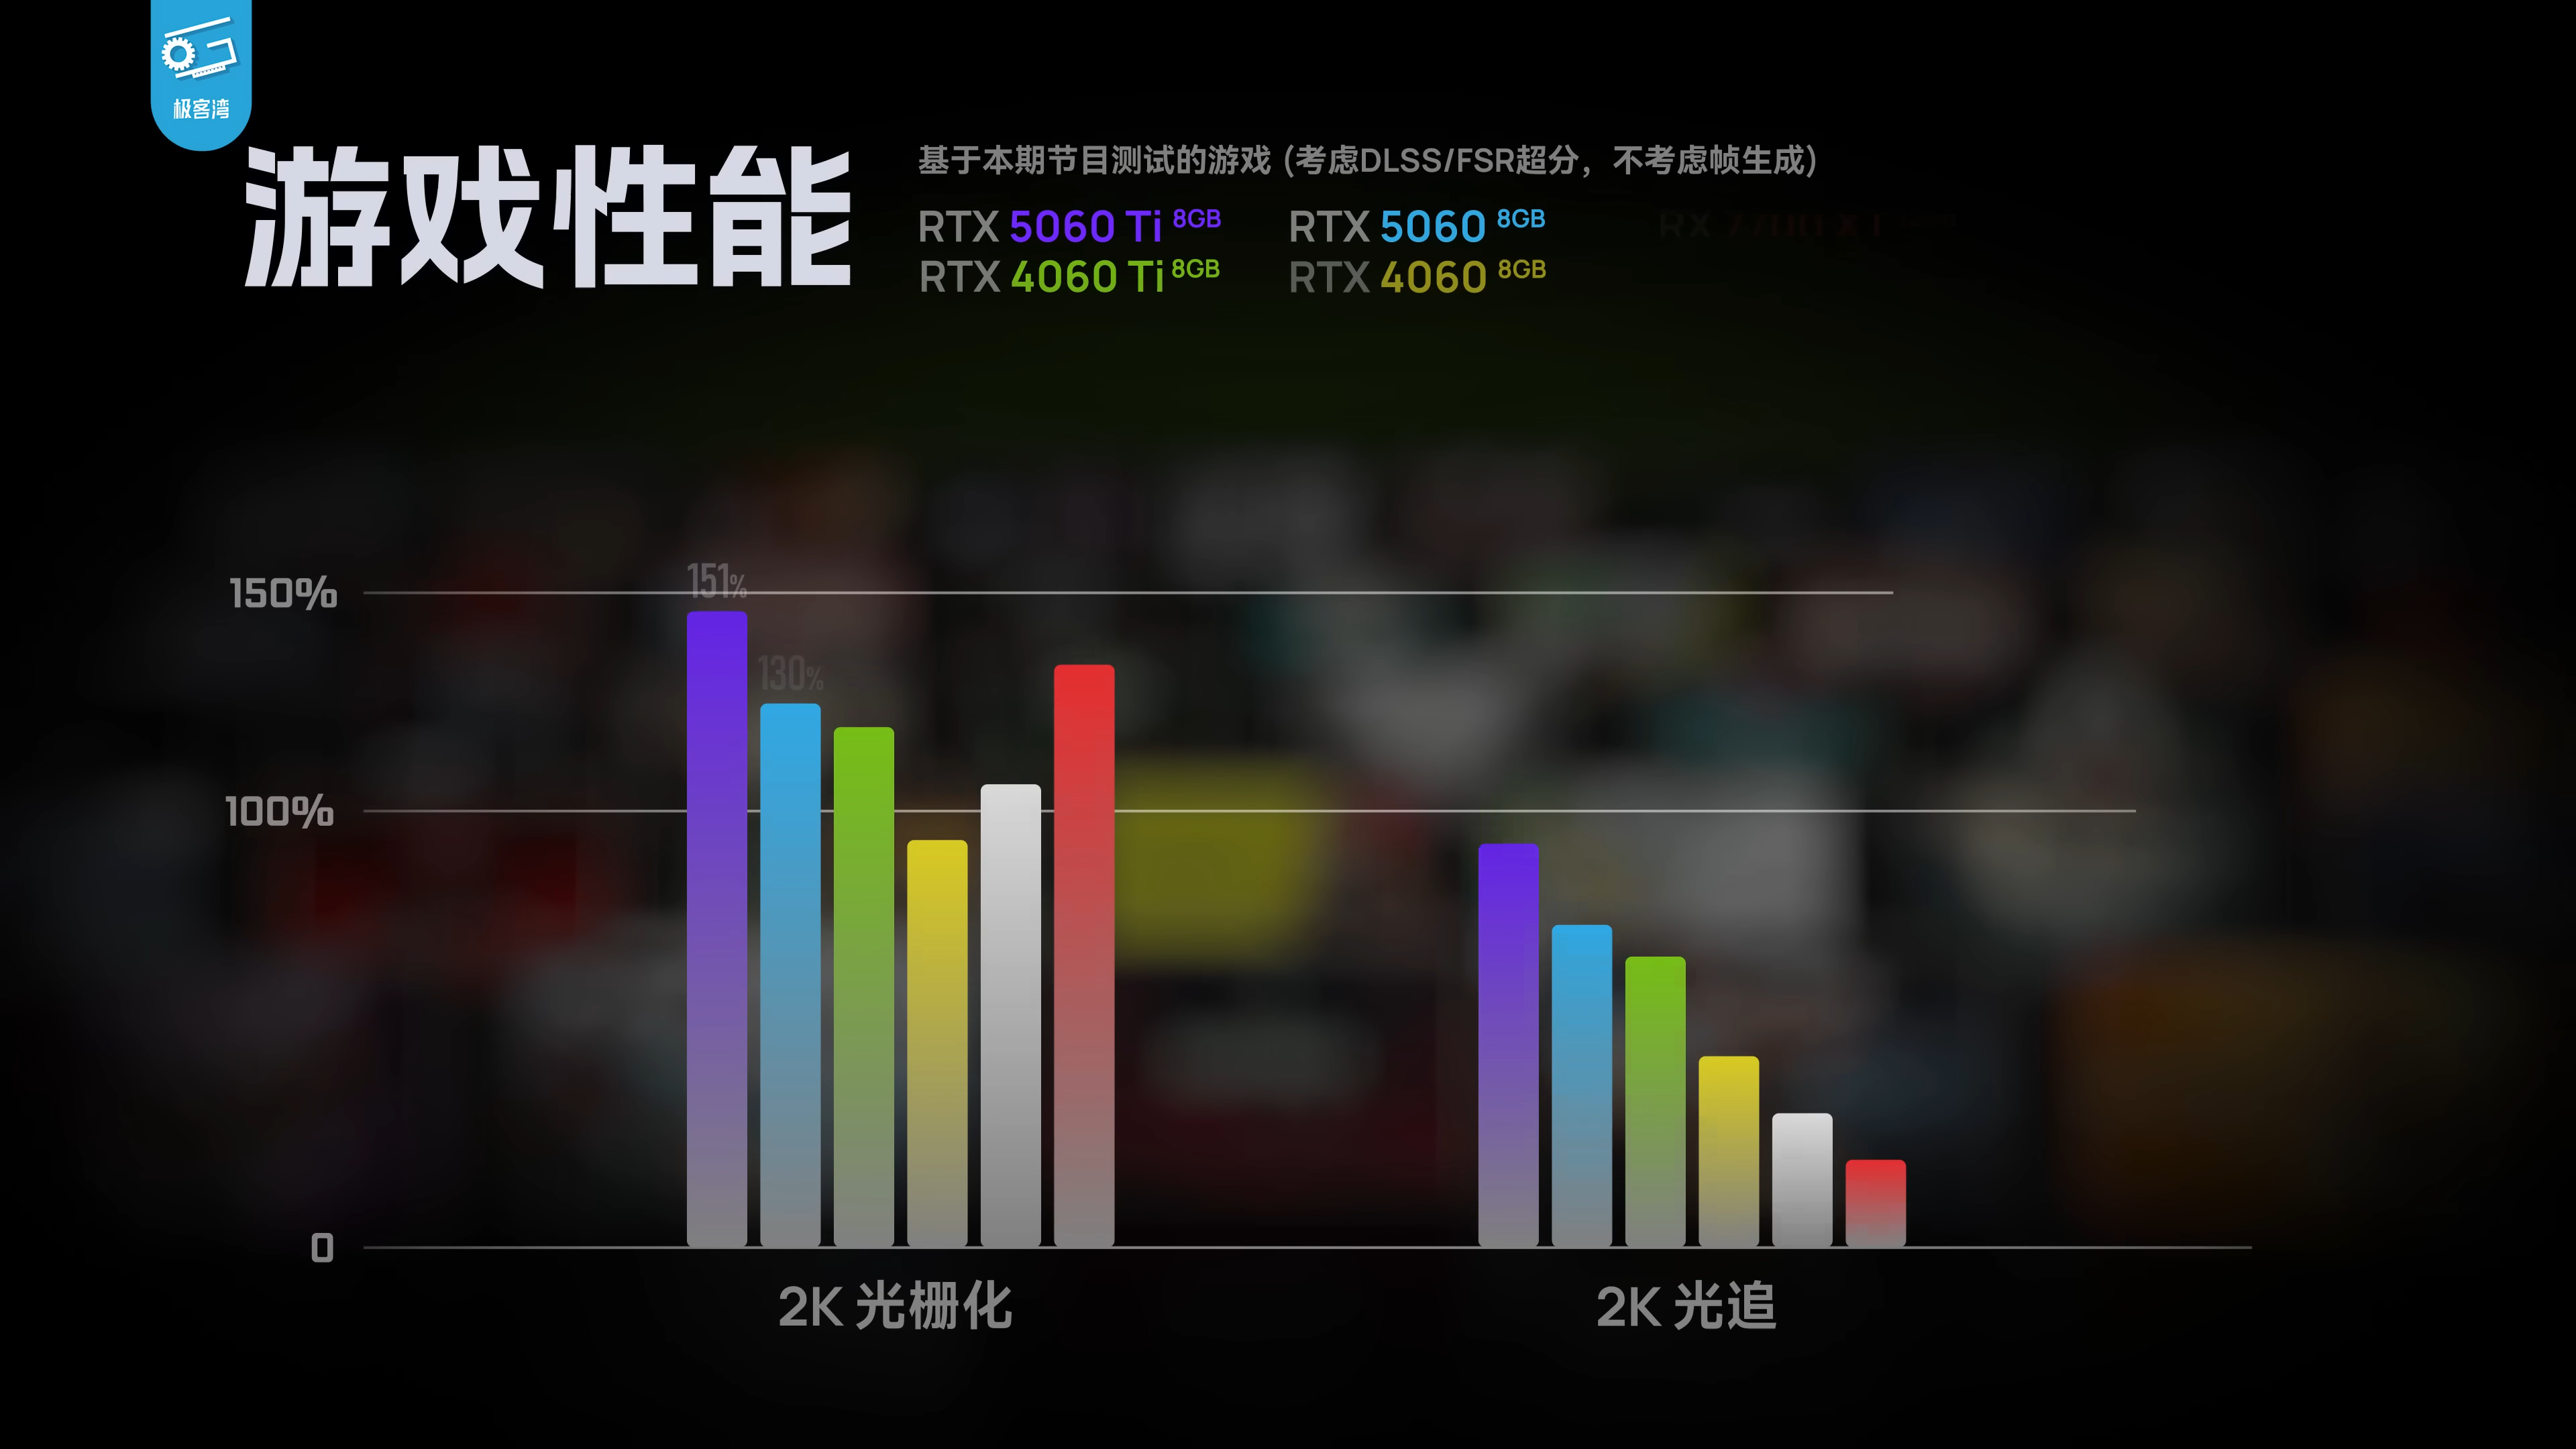 极客湾
游戏性能
基于本期节目测试的游戏 (考虑DLSS/FSR超分，不考虑帧生成)
RTX 5060 Ti 8GB RTX 5060 8GB
RTX 4060 Ti 8GB RTX 4060 8GB
151%
150%
130%
100%
0
2K 光栅化 2K 光追